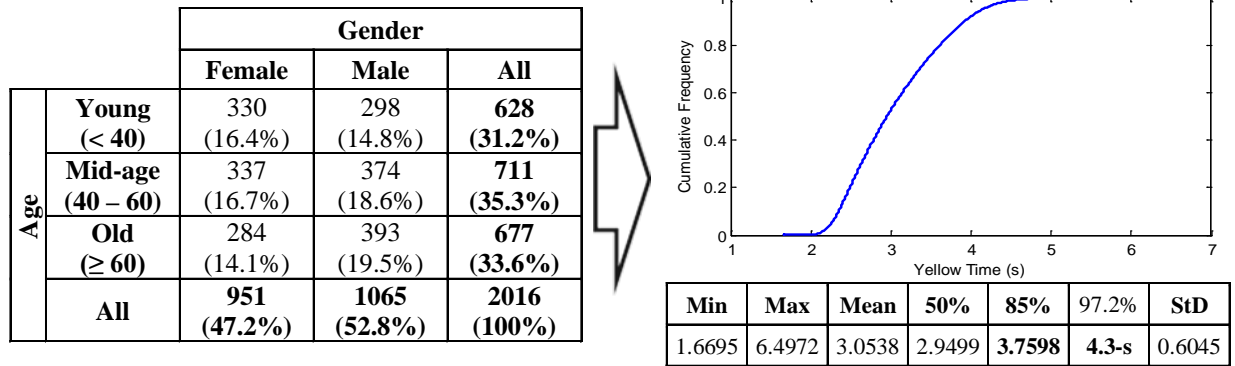 Gender
Female Male All
Young 330 298 628
(< 40) (16.4%) (14.8%) (31.2%)
Mid-age 337 374 711
(40 – 60) (16.7%) (18.6%) (35.3%)
Age
Old 284 393 677
(≥ 60) (14.1%) (19.5%) (33.6%)
All 951 1065 2016
(47.2%) (52.8%) (100%)
0.8
0.6
0.4
0.2
0
Cumulative Frequency
1 2 3 4 5 6 7
Yellow Time (s)
Min Max Mean 50% 85% 97.2% StD
1.6695 6.4972 3.0538 2.9499 3.7598 4.3-s 0.6045